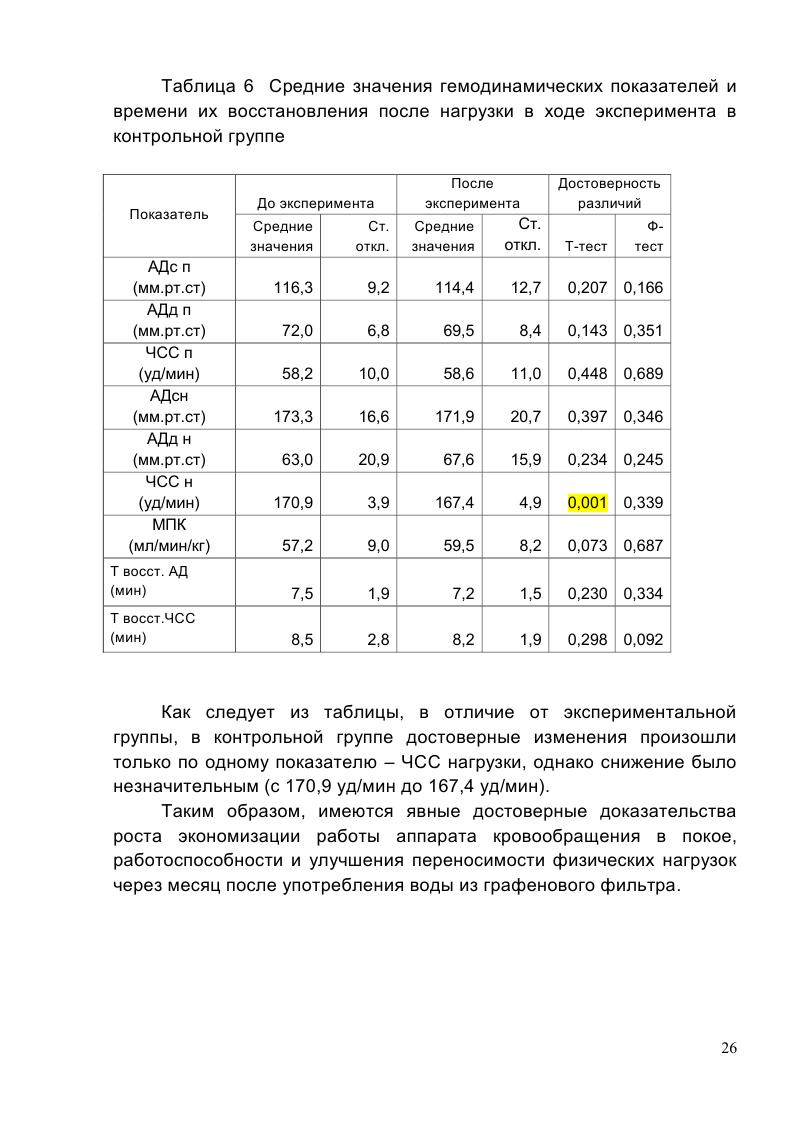 Таблица 6  Средние значения гемодинамических показателей и
времени их восстановления после нагрузки в ходе эксперимента в
контрольной группе
Показатель До эксперимента После эксперимента Достоверность различий
Средние значения Ст. откл. Средние значения Ст. откл. Т-тест Ф-тест
АДс п
(мм.рт.ст) 116,3 9,2 114,4 12,7 0,207 0,166
АДд п
(мм.рт.ст) 72,0 6,8 69,5 8,4 0,143 0,351
ЧСС п
(уд/мин) 58,2 10,0 58,6 11,0 0,448 0,689
АДсн
(мм.рт.ст) 173,3 16,6 171,9 20,7 0,397 0,346
АДд н
(мм.рт.ст) 63,0 20,9 67,6 15,9 0,234 0,245
ЧСС н
(уд/мин) 170,9 3,9 167,4 4,9 0,001 0,339
МПК
(мл/мин/кг) 57,2 9,0 59,5 8,2 0,073 0,687
Т восст. АД
(мин) 7,5 1,9 7,2 1,5 0,230 0,334
Т восст.ЧСС
(мин) 8,5 2,8 8,2 1,9 0,298 0,092
Как следует из таблицы, в отличие от экспериментальной
группы, в контрольной группе достоверные изменения произошли
только по одному показателю – ЧСС нагрузки, однако снижение было
незначительным (с 170,9 уд/мин до 167,4 уд/мин).
Таким образом, имеются явные достоверные доказательства
роста экономизации работы аппарата кровообращения в покое,
работоспособности и улучшения переносимости физических нагрузок
через месяц после употребления воды из графенового фильтра.
26